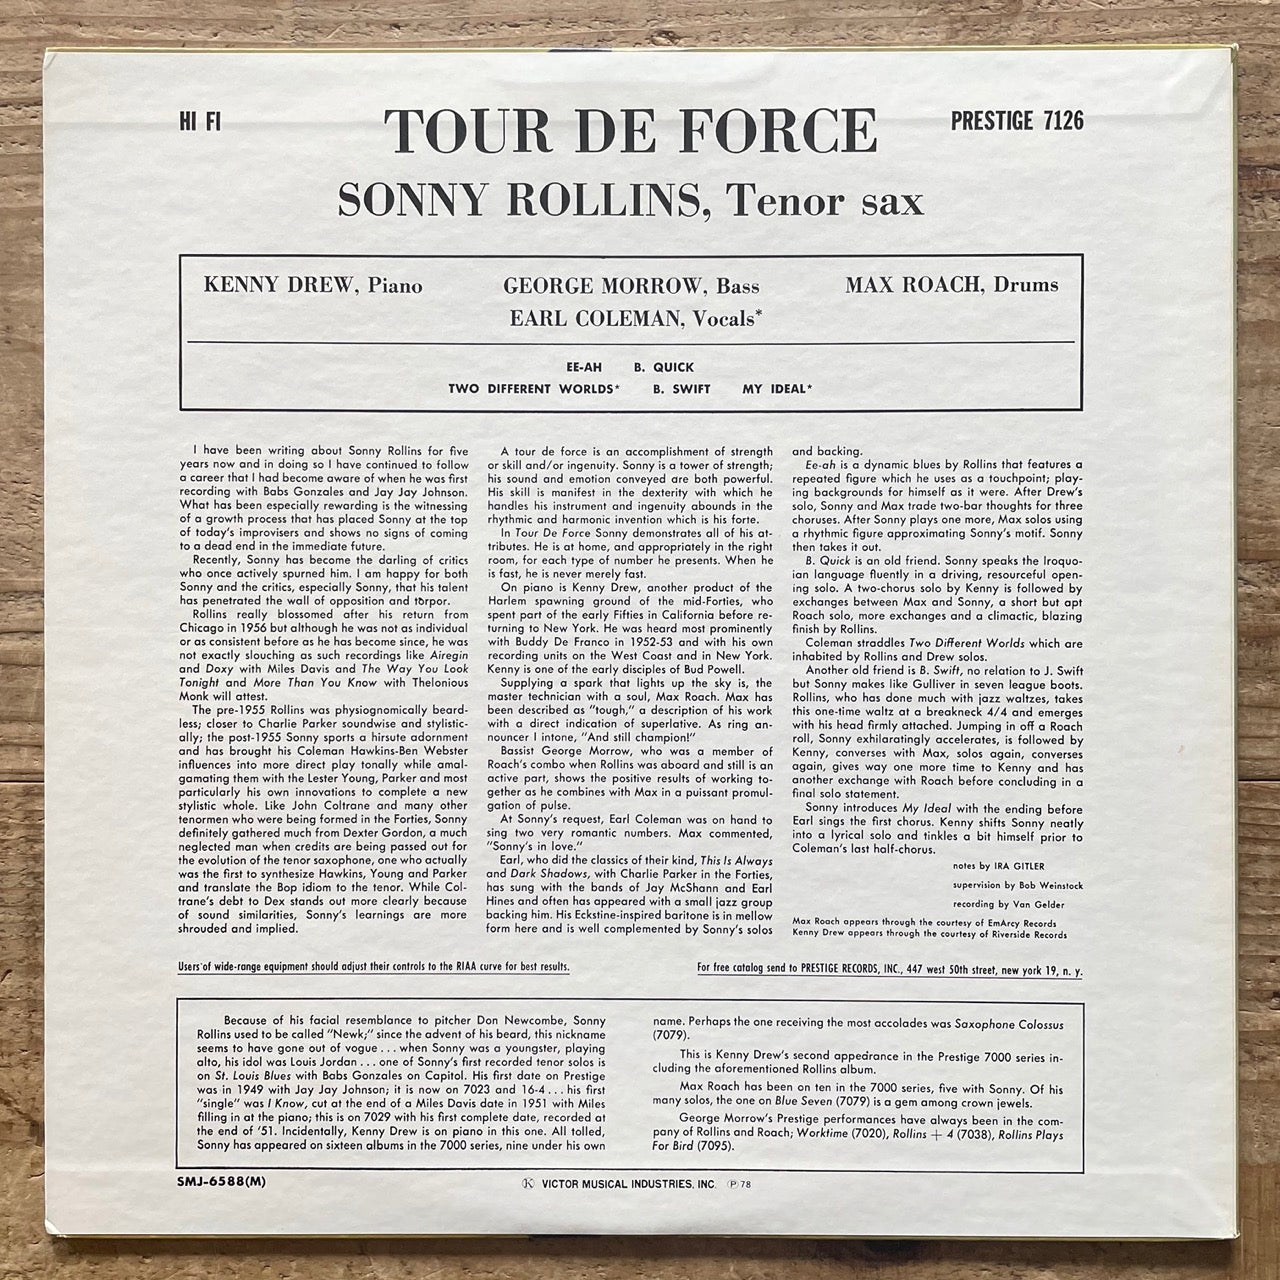 HI FI
TOUR DE FORCE
PRESTIGE 7126
SONNY ROLLINS, Tenor sax
KENNY DREW, Piano
GEORGE MORROW, Bass
MAX ROACH, Drums
EARL COLEMAN, Vocals*
EE-AH B. QUICK
TWO DIFFERENT WORLDS* B. SWIFT MY IDEAL*
I have been writing about Sonny Rollins for five
years now and in doing so I have continued to follow
a career that I had become aware of when he was first
recording with Babs Gonzales and Jay Jay Johnson.
What has been especially rewarding is the witnessing
of a growth process that has placed Sonny at the top
of today's improvisers and shows no signs of coming
to a dead end in the immediate future.
Recently, Sonny has become the darling of critics
who once actively spurned him. I am happy for both
Sonny and the critics, especially Sonny, that his talent
has penetrated the wall of opposition and torpor.
Rollins really blossomed after his return from
Chicago in 1956 but although he was not as individual
or as consistent before as he has become since, he was
not exactly slouching as such recordings like Airegin
and Doxy with Miles Davis and The Way You Look
Tonight and More Than You Know with Thelonious
Monk will attest.
The pre-1955 Rollins was physiognomically beard-
less; closer to Charlie Parker soundwise and stylistic-
ally; the post-1955 Sonny sports a hirsute adornment
and has brought his Coleman Hawkins-Ben Webster
influences into more direct play tonally while amal-
gamating them with the Lester Young, Parker and most
particularly his own innovations to complete a new
stylistic whole. Like John Coltrane and many other
tenormen who were being formed in the Forties, Sonny
definitely gathered much from Dexter Gordon, a much
neglected man when credits are being passed out for
the evolution of the tenor saxophone, one who actually
was the first to synthesize Hawkins, Young and Parker
and translate the Bop idiom to the tenor. While Col-
trane's debt to Dex stands out more clearly because
of sound similarities, Sonny's learnings are more
shrouded and implied.
A tour de force is an accomplishment of strength
or skill and/or ingenuity. Sonny is a tower of strength;
his sound and emotion conveyed are both powerful.
His skill is manifest in the dexterity with which he
handles his instrument and ingenuity abounds in the
rhythmic and harmonic invention which is his forte.
In Tour De Force Sonny demonstrates all of his at-
tributes. He is at home, and appropriately in the right
room, for each type of number he presents. When he
is fast, he is never merely fast.
On piano is Kenny Drew, another product of the
Harlem spawning ground of the mid-Forties, who
spent part of the early Fifties in California before re-
turning to New York. He was heard most prominently
with Buddy De Franco in 1952-53 and with his own
recording units on the West Coast and in New York.
Kenny is one of the early disciples of Bud Powell.
Supplying a spark that lights up the sky is, the
master technician with a soul, Max Roach. Max has
been described as "tough," a description of his work
with a direct indication of superlative. As ring an-
nouncer I intone, "And still champion!"
Bassist George Morrow, who was a member of
Roach's combo when Rollins was aboard and still is an
active part, shows the positive results of working to-
gether as he combines with Max in a puissant promul-
gation of pulse.
At Sonny's request, Earl Coleman was on hand to
sing two very romantic numbers. Max commented,
"Sonny's in love."
Earl, who did the classics of their kind, This Is Always
and Dark Shadows, with Charlie Parker in the Forties,
has sung with the bands of Jay McShann and Earl
Hines and often has appeared with a small jazz group
backing him. His Eckstine-inspired baritone is in mellow
form here and is well complemented by Sonny's solos
and backing.
Ee-ah is a dynamic blues by Rollins that features a
repeated figure which he uses as a touchpoint; play-
ing backgrounds for himself as it were. After Drew's
solo, Sonny and Max trade two-bar thoughts for three
choruses. After Sonny plays one more, Max solos using
a rhythmic figure approximating Sonny's motif. Sonny
then takes it out.
B. Quick is an old friend. Sonny speaks the Iroquo-
ian language fluently in a driving, resourceful open-
ing solo. A two-chorus solo by Kenny is followed by
exchanges between Max and Sonny, a short but apt
Roach solo, more exchanges and a climactic, blazing
finish by Rollins.
Coleman straddles Two Different Worlds which are
inhabited by Rollins and Drew solos.
Another old friend is B. Swift, no relation to J. Swift
but Sonny makes like Gulliver in seven league boots.
Rollins, who has done much with jazz waltzes, takes
this one-time waltz at a breakneck 4/4 and emerges
with his head firmly attached. Jumping in off a Roach
roll, Sonny exhilaratingly accelerates, is followed by
Kenny, converses with Max, solos again, converses
again, gives way one more time to Kenny and has
another exchange with Roach before concluding in a
final solo statement.
Sonny introduces My Ideal with the ending before
Earl sings the first chorus. Kenny shifts Sonny neatly
into a lyrical solo and tinkles a bit himself prior to
Coleman's last half-chorus.
notes by IRA GITLER
supervision by Bob Weinstock
recording by Van Gelder
Max Roach appears through the courtesy of EmArcy Records
Kenny Drew appears through the courtesy of Riverside Records
Users of wide-range equipment should adjust their controls to the RIAA curve for best results.
For free catalog send to PRESTIGE RECORDS, INC., 447 west 50th street, new york 19, n. y.
Because of his facial resemblance to pitcher Don Newcombe, Sonny
Rollins used to be called "Newk;" since the advent of his beard, this nickname
seems to have gone out of vogue . . . when Sonny was a youngster, playing
alto, his idol was Louis Jordan . . . one of Sonny's first recorded tenor solos is
on St. Louis Blues with Babs Gonzales on Capitol. His first date on Prestige
was in 1949 with Jay Jay Johnson; it is now on 7023 and 16-4 . . . his first
"single" was I Know, cut at the end of a Miles Davis date in 1951 with Miles
filling in at the piano; this is on 7029 with his first complete date, recorded at
the end of '51. Incidentally, Kenny Drew is on piano in this one. All tolled,
Sonny has appeared on sixteen albums in the 7000 series, nine under his own
name. Perhaps the one receiving the most accolades was Saxophone Colossus
(7079).
This is Kenny Drew's second appearance in the Prestige 7000 series in-
cluding the aforementioned Rollins album.
Max Roach has been on ten in the 7000 series, five with Sonny. Of his
many solos, the one on Blue Seven (7079) is a gem among crown jewels.
George Morrow's Prestige performances have always been in the com-
pany of Rollins and Roach; Worktime (7020), Rollins + 4 (7038), Rollins Plays
For Bird (7095).
SMJ-6588(M)
Ⓚ VICTOR MUSICAL INDUSTRIES, INC. Ⓟ78